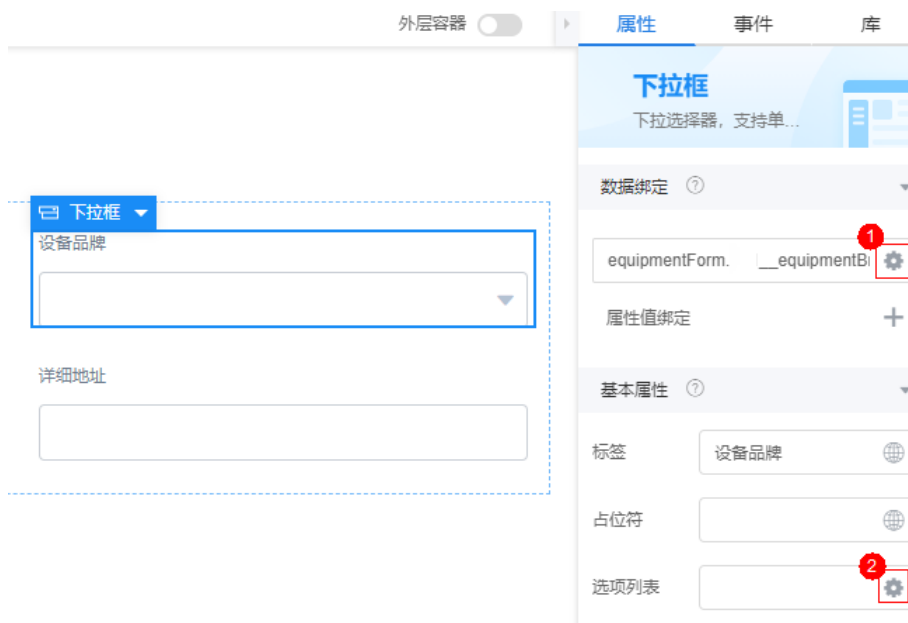 外层容器
属性 事件 库
下拉框
下拉选择器，支持单...
数据绑定
1
equipmentForm. __equipmentB
属性值绑定
基本属性
标签 设备品牌
占位符
2
选项列表
下拉框
设备品牌
详细地址